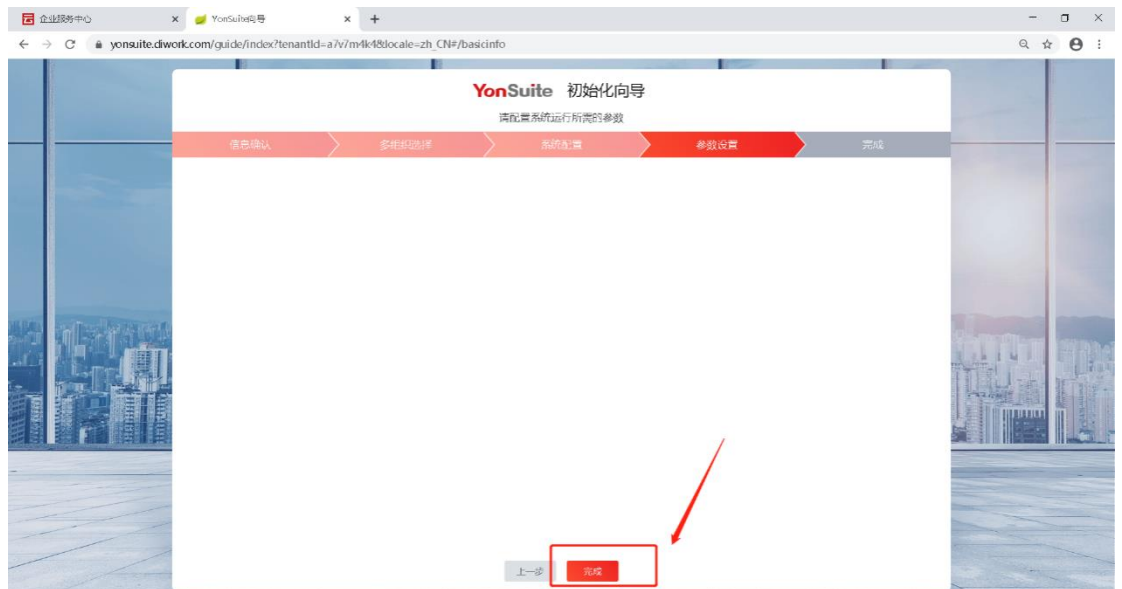 企业服务中心
YonSuite向导
yonsuite.diwork.com/guide/index?tenantId=a7v7m4k4&locale=zh_CN#/basicinfo
YonSuite 初始化向导
请配置系统运行所需的参数
信息确认
多组织选择
系统配置
参数设置
完成
上一步
完成